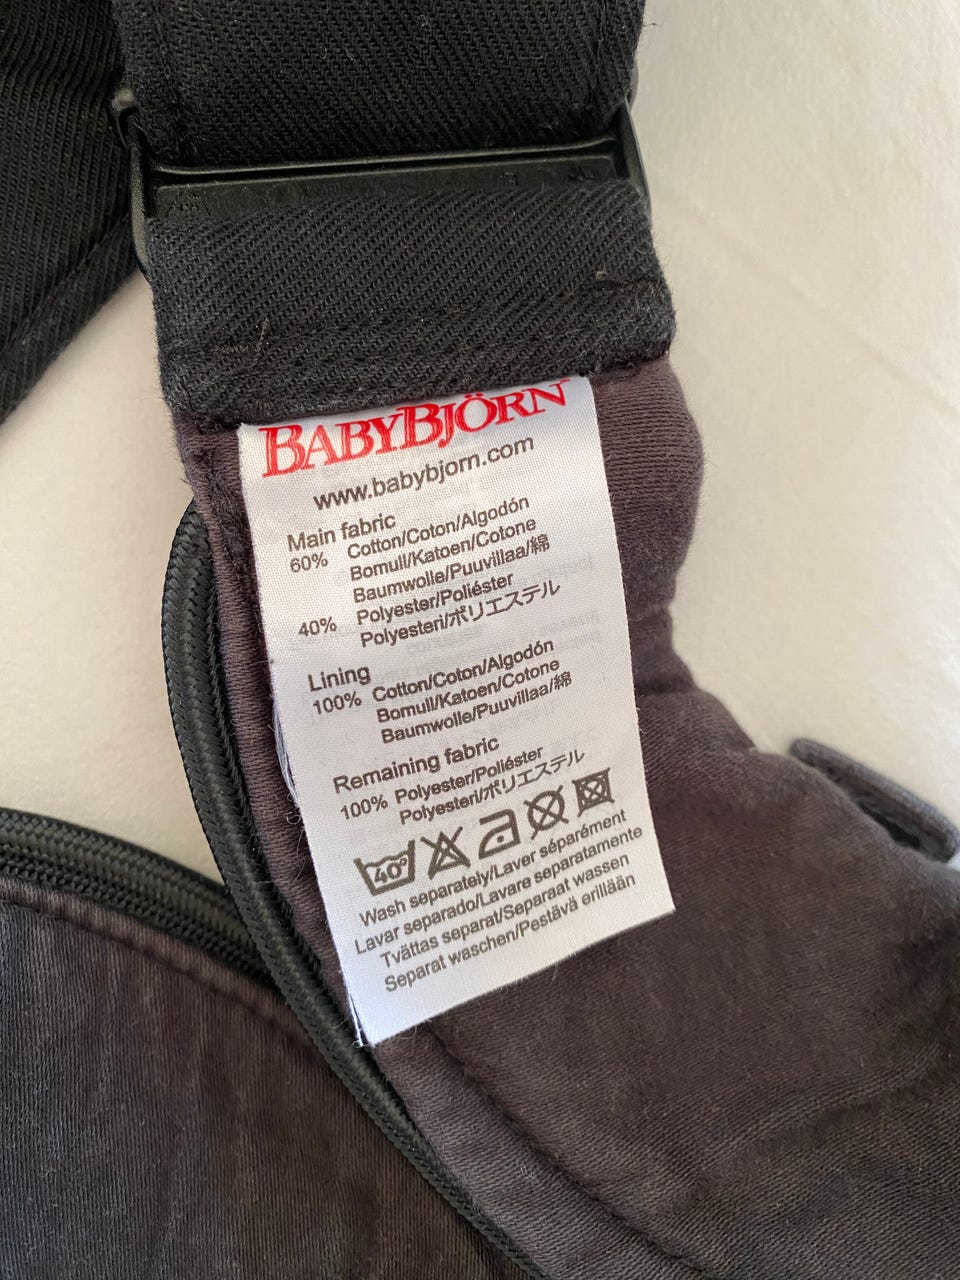 BABYBJÖRN
www.babybjorn.com
Main fabric
60% Cotton/Coton/Algodón
Bomull/Katoen/Cotone
Baumwolle/Puuvillaa/綿
40% Polyester/Poliéster
Polyesteri/ポリエステル
Lining
100% Cotton/Coton/Algodón
Bomull/Katoen/Cotone
Baumwolle/Puuvillaa/綿
Remaining fabric
100% Polyester/Poliéster
Polyesteri/ポリエステル
40°
Wash separately/Laver séparément
Lavar separado/Lavare separatamente
Tvättas separat/Separaat wassen
Separat waschen/Pestävä erillään